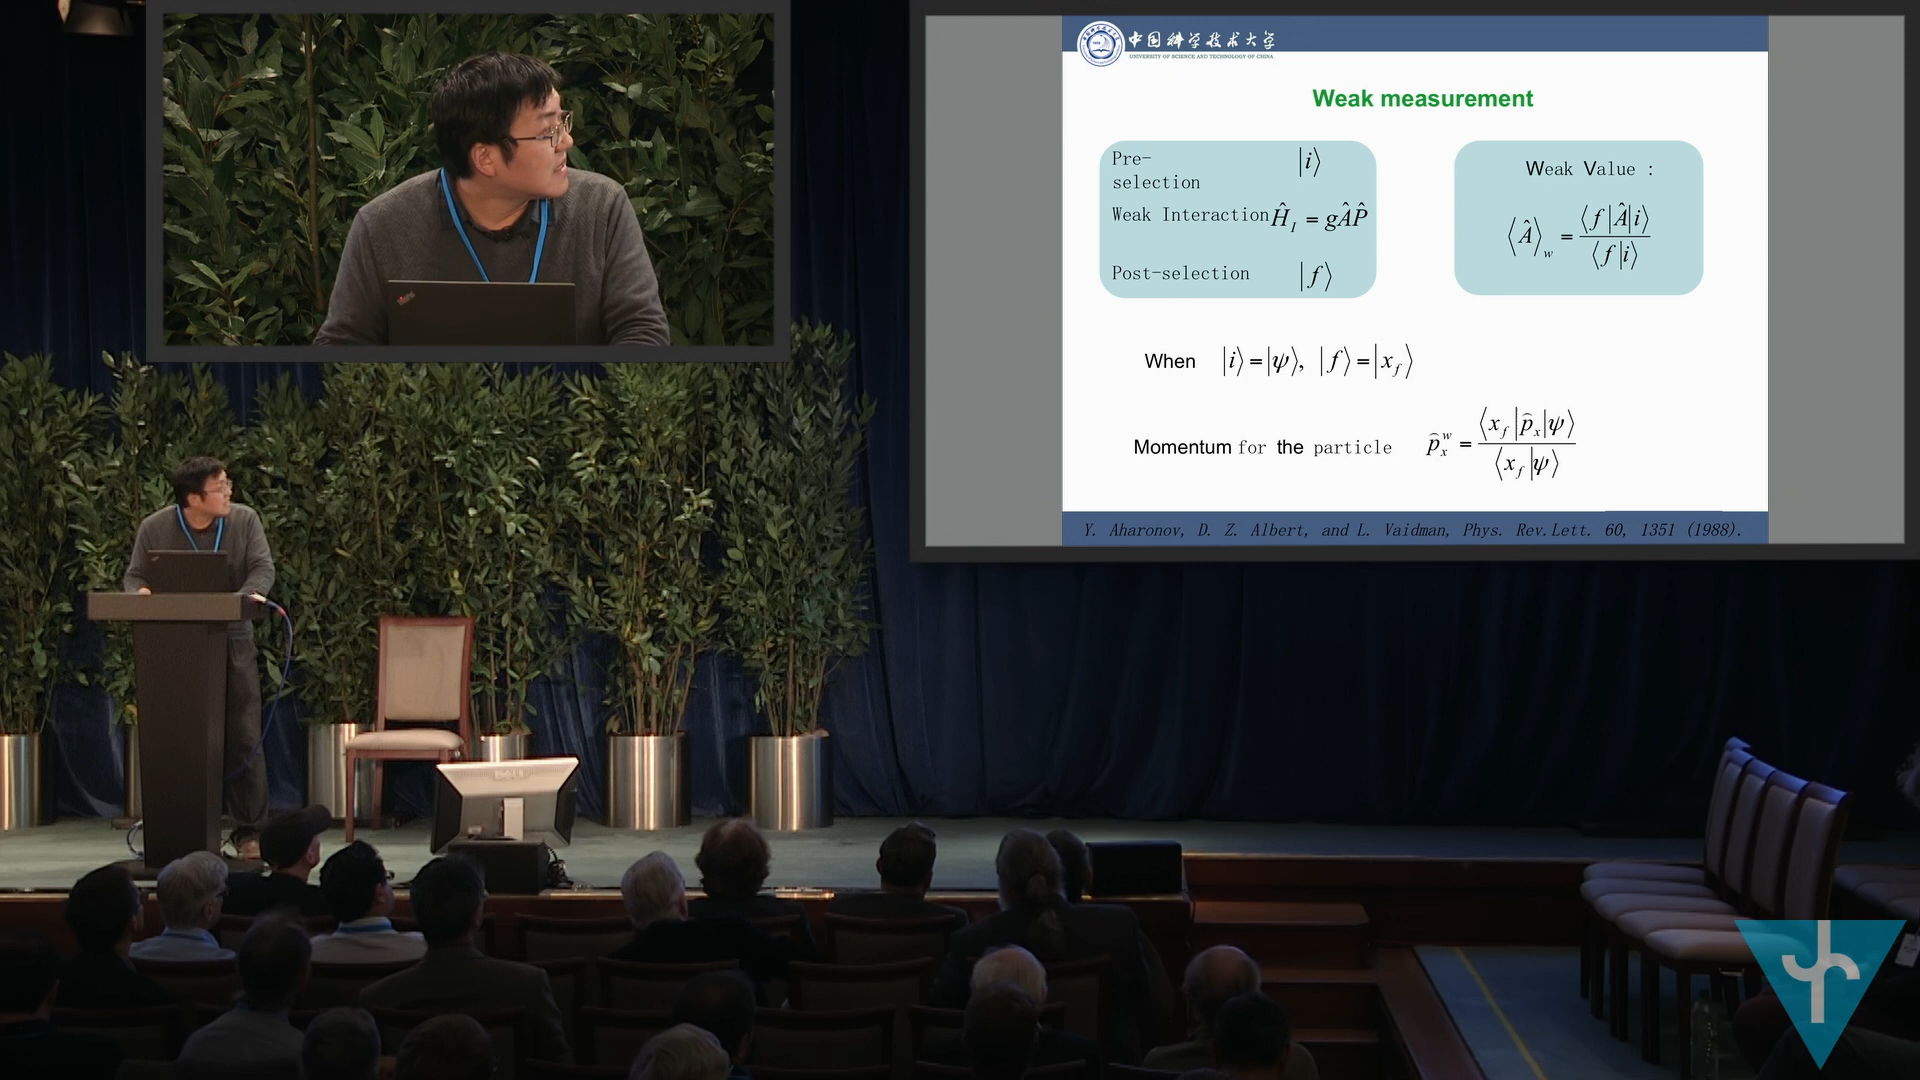 中国科学技术大学
UNIVERSITY OF SCIENCE AND TECHNOLOGY OF CHINA
Weak measurement
Pre-
selection |i⟩
Weak Interaction Ĥ_I = gÂP̂
Post-selection |f⟩
Weak Value :
⟨Â⟩_w = ⟨f|Â|i⟩ / ⟨f|i⟩
When |i⟩=|ψ⟩, |f⟩=|x_f⟩
Momentum for the particle p̂_x^w = ⟨x_f|p̂_x|ψ⟩ / ⟨x_f|ψ⟩
Y. Aharonov, D. Z. Albert, and L. Vaidman, Phys. Rev.Lett. 60, 1351 (1988).
DELL